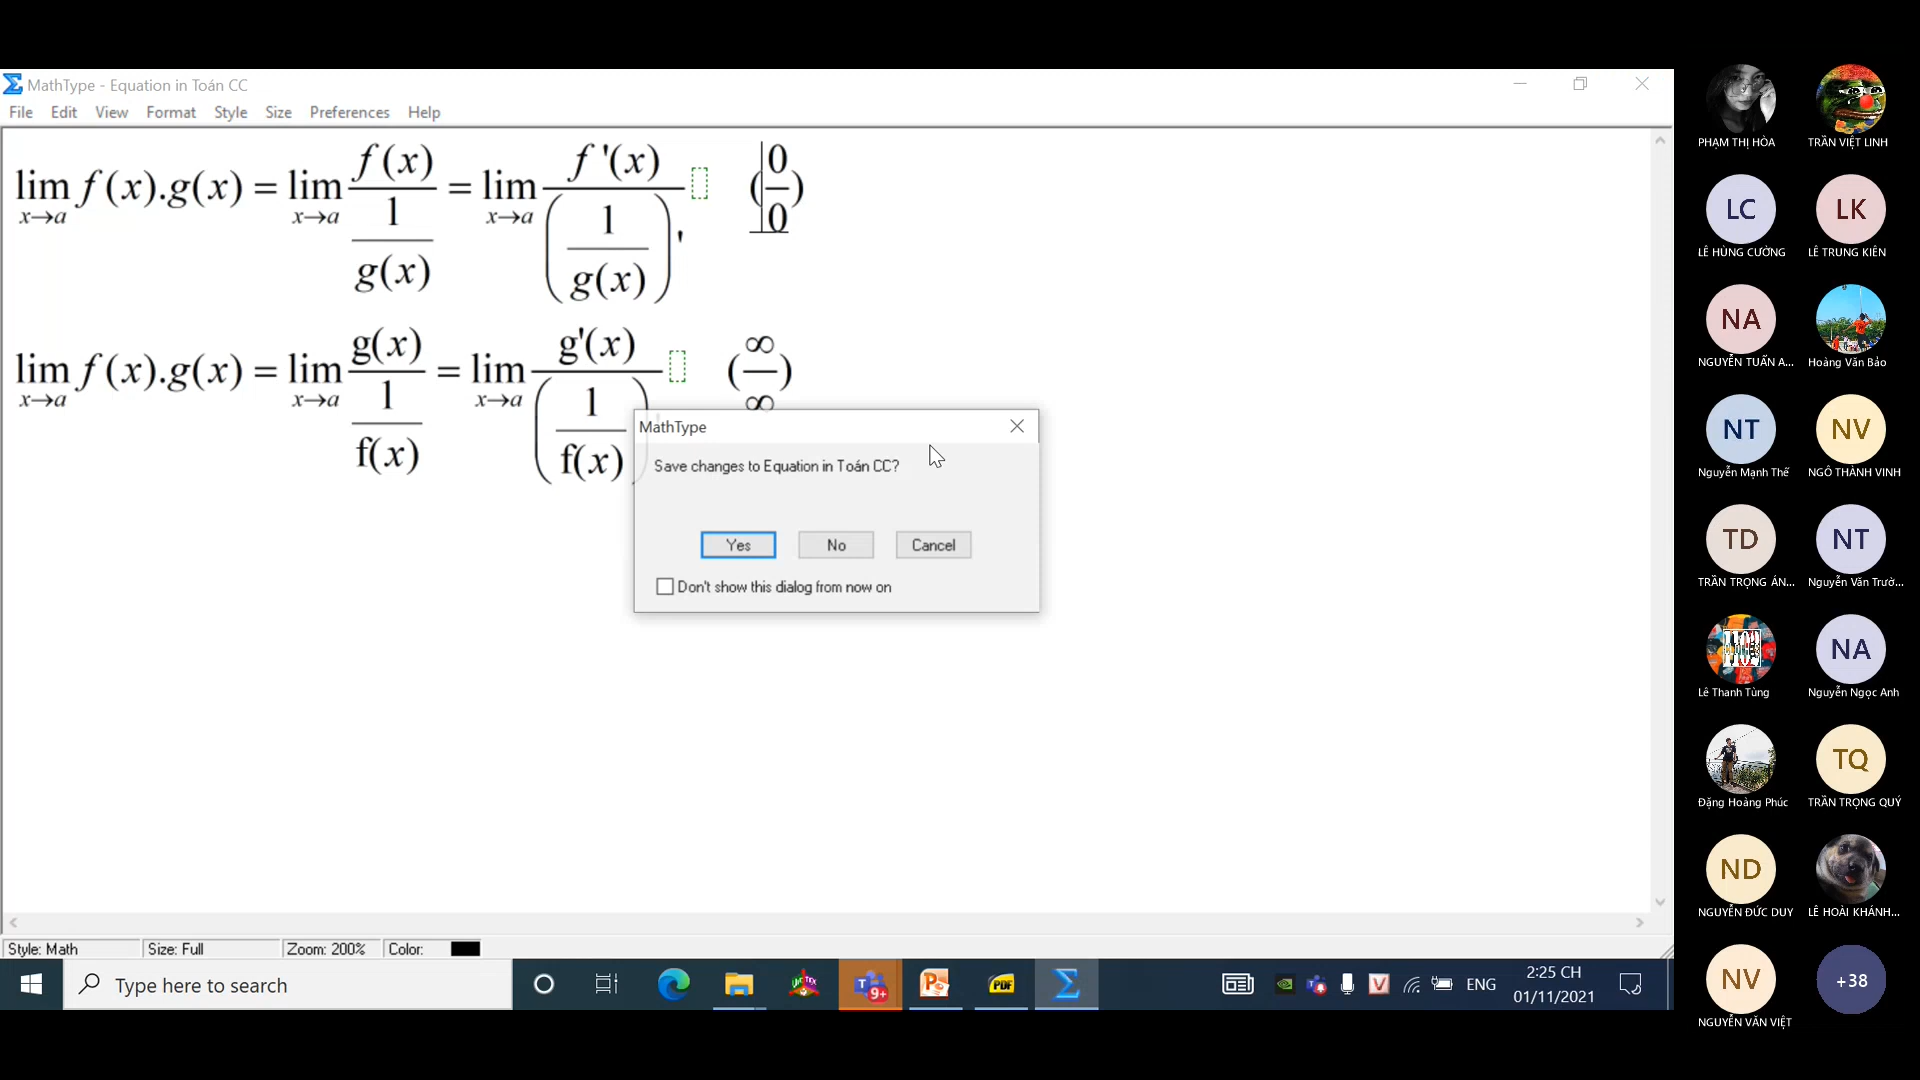 MathType - Equation in Toán CC
File Edit View Format Style Size Preferences Help
lim x→a f(x).g(x) = lim x→a f(x) / (1 / g(x)) = lim x→a f '(x) / (1 / g(x))' (0/0)
lim x→a f(x).g(x) = lim x→a g(x) / (1 / f(x)) = lim x→a g'(x) / (1 / f(x)) (∞/∞)
MathType
Save changes to Equation in Toán CC?
Yes No Cancel
Don't show this dialog from now on
Style: Math Size: Full Zoom: 200% Color:
Type here to search
T 9+
PDF
V
ENG
2:25 CH
01/11/2021
PHẠM THỊ HÒA
TRẦN VIỆT LINH
LC
LÊ HÙNG CƯỜNG
LK
LÊ TRUNG KIÊN
NA
NGUYỄN TUẤN A...
Hoàng Văn Bảo
NT
Nguyễn Mạnh Thế
NV
NGÔ THÀNH VINH
TD
TRẦN TRỌNG ÁN...
NT
Nguyễn Văn Trườ...
Lê Thanh Tùng
NA
Nguyễn Ngọc Anh
Đặng Hoàng Phúc
TQ
TRẦN TRỌNG QUÝ
ND
NGUYỄN ĐỨC DUY
LÊ HOÀI KHÁNH...
NV
NGUYỄN VĂN VIỆT
+38